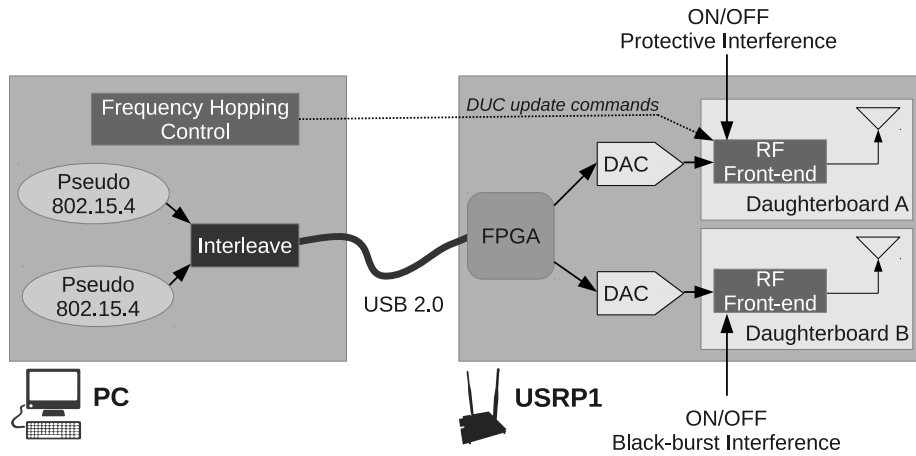 ON/OFF
Protective Interference
Frequency Hopping
Control
DUC update commands
Pseudo
802.15.4
Interleave
Pseudo
802.15.4
USB 2.0
FPGA
DAC
RF
Front-end
Daughterboard A
DAC
RF
Front-end
Daughterboard B
PC
USRP1
ON/OFF
Black-burst Interference